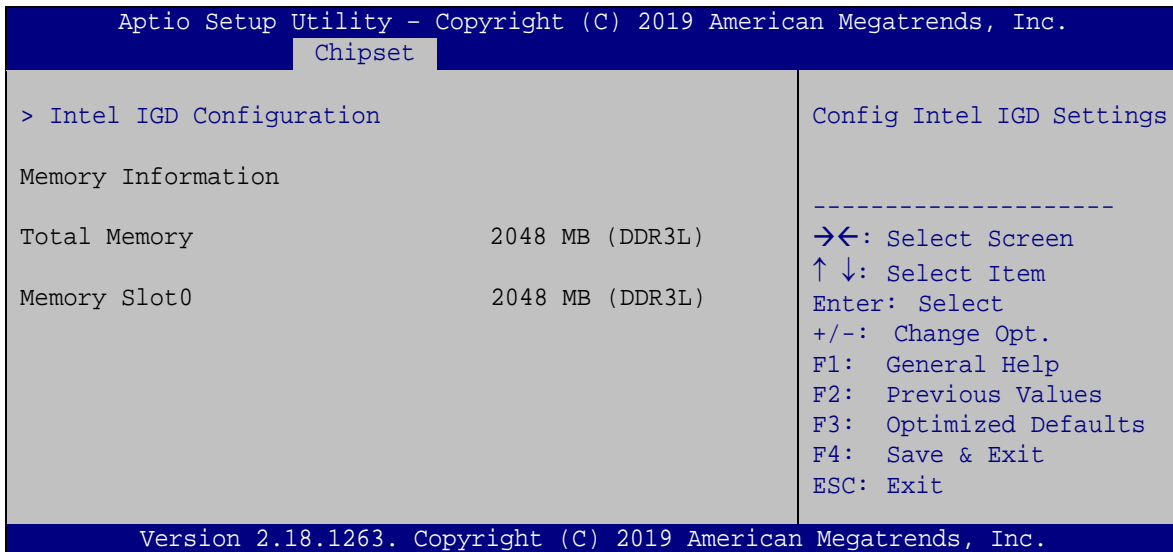 Aptio Setup Utility – Copyright (C) 2019 American Megatrends, Inc.
Chipset
> Intel IGD Configuration
Memory Information
Total Memory 2048 MB (DDR3L)
Memory Slot0 2048 MB (DDR3L)
Config Intel IGD Settings
---------------------
→←: Select Screen
↑ ↓: Select Item
Enter: Select
+/-: Change Opt.
F1: General Help
F2: Previous Values
F3: Optimized Defaults
F4: Save & Exit
ESC: Exit
Version 2.18.1263. Copyright (C) 2019 American Megatrends, Inc.